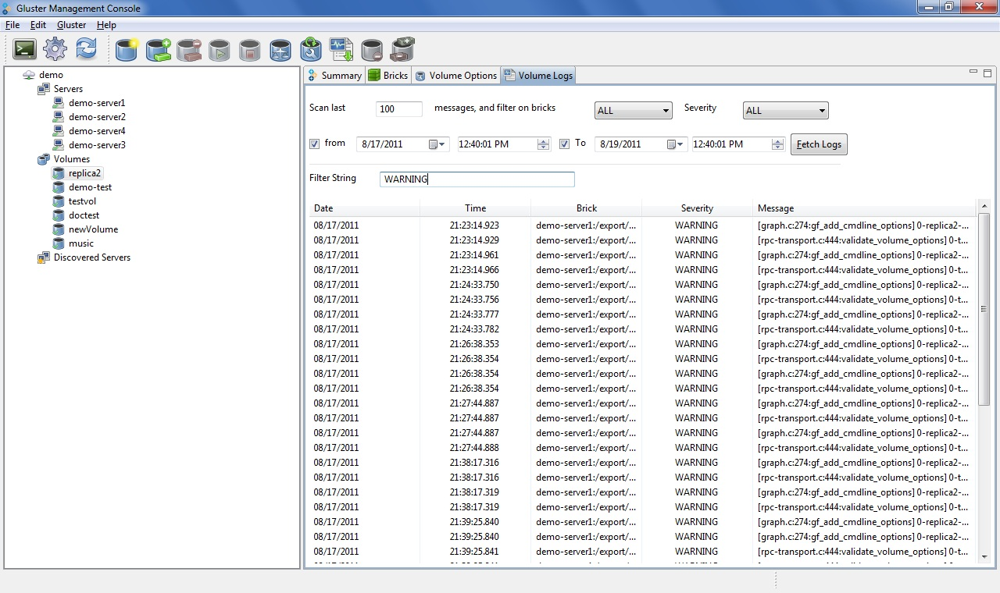 Gluster Management Console
File Edit Gluster Help
demo
Servers
demo-server1
demo-server2
demo-server4
demo-server3
Volumes
replica2
demo-test
testvol
doctest
newVolume
music
Discovered Servers
Summary Bricks Volume Options Volume Logs
Scan last 100 messages, and filter on bricks ALL Severity ALL
from 8/17/2011 12:40:01 PM To 8/19/2011 12:40:01 PM Fetch Logs
Filter String WARNING
Date Time Brick Severity Message
08/17/2011 21:23:14.923 demo-server1:/export/... WARNING [graph.c:274:gf_add_cmdline_options] 0-replica2-...
08/17/2011 21:23:14.929 demo-server1:/export/... WARNING [rpc-transport.c:444:validate_volume_options] 0-t...
08/17/2011 21:23:14.961 demo-server1:/export/... WARNING [graph.c:274:gf_add_cmdline_options] 0-replica2-...
08/17/2011 21:23:14.966 demo-server1:/export/... WARNING [rpc-transport.c:444:validate_volume_options] 0-t...
08/17/2011 21:24:33.750 demo-server1:/export/... WARNING [graph.c:274:gf_add_cmdline_options] 0-replica2-...
08/17/2011 21:24:33.756 demo-server1:/export/... WARNING [rpc-transport.c:444:validate_volume_options] 0-t...
08/17/2011 21:24:33.777 demo-server1:/export/... WARNING [graph.c:274:gf_add_cmdline_options] 0-replica2-...
08/17/2011 21:24:33.782 demo-server1:/export/... WARNING [rpc-transport.c:444:validate_volume_options] 0-t...
08/17/2011 21:26:38.353 demo-server1:/export/... WARNING [graph.c:274:gf_add_cmdline_options] 0-replica2-...
08/17/2011 21:26:38.354 demo-server1:/export/... WARNING [rpc-transport.c:444:validate_volume_options] 0-t...
08/17/2011 21:26:38.354 demo-server1:/export/... WARNING [graph.c:274:gf_add_cmdline_options] 0-replica2-...
08/17/2011 21:26:38.354 demo-server1:/export/... WARNING [rpc-transport.c:444:validate_volume_options] 0-t...
08/17/2011 21:27:44.887 demo-server1:/export/... WARNING [graph.c:274:gf_add_cmdline_options] 0-replica2-...
08/17/2011 21:27:44.887 demo-server1:/export/... WARNING [rpc-transport.c:444:validate_volume_options] 0-t...
08/17/2011 21:27:44.887 demo-server1:/export/... WARNING [graph.c:274:gf_add_cmdline_options] 0-replica2-...
08/17/2011 21:27:44.888 demo-server1:/export/... WARNING [rpc-transport.c:444:validate_volume_options] 0-t...
08/17/2011 21:38:17.316 demo-server1:/export/... WARNING [graph.c:274:gf_add_cmdline_options] 0-replica2-...
08/17/2011 21:38:17.316 demo-server1:/export/... WARNING [rpc-transport.c:444:validate_volume_options] 0-t...
08/17/2011 21:38:17.319 demo-server1:/export/... WARNING [graph.c:274:gf_add_cmdline_options] 0-replica2-...
08/17/2011 21:38:17.319 demo-server1:/export/... WARNING [rpc-transport.c:444:validate_volume_options] 0-t...
08/17/2011 21:39:25.840 demo-server1:/export/... WARNING [graph.c:274:gf_add_cmdline_options] 0-replica2-...
08/17/2011 21:39:25.840 demo-server1:/export/... WARNING [graph.c:274:gf_add_cmdline_options] 0-replica2-...
08/17/2011 21:39:25.841 demo-server1:/export/... WARNING [rpc-transport.c:444:validate_volume_options] 0-t...